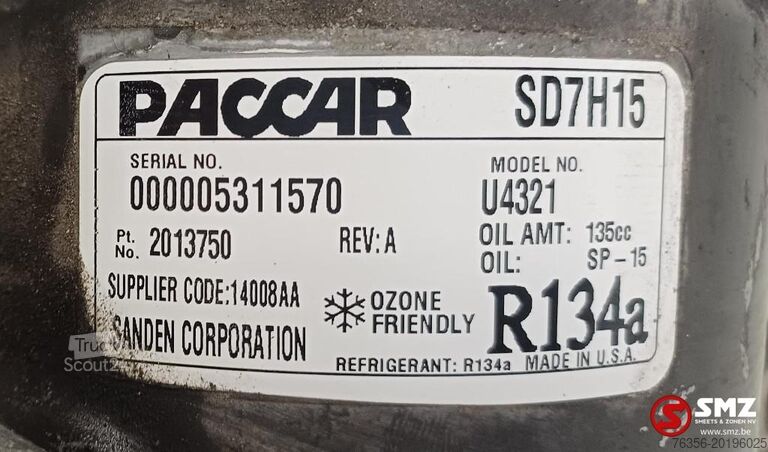 PACCAR SD7H15
SERIAL NO. MODEL NO.
000005311570 U4321
Pt. No. 2013750 REV: A OIL AMT: 135cc
OIL: SP-15
SUPPLIER CODE:14008AA
OZONE FRIENDLY R134a
SANDEN CORPORATION
REFRIGERANT: R134a MADE IN U.S.A.
Truck
Scout24
SMZ
SHEETS & ZONEN NV
www.smz.be
76356-20196025